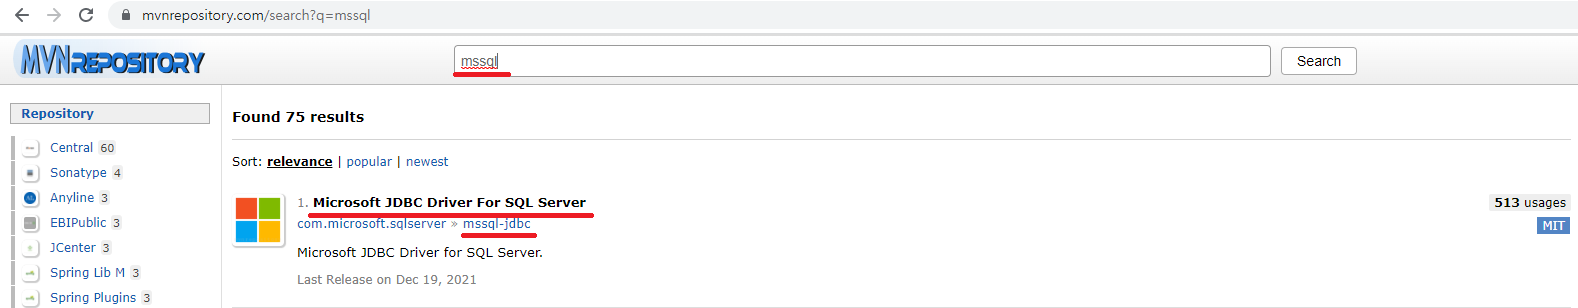 mvnrepository.com/search?q=mssql
MVNREPOSITORY
mssql
Search
Repository
Central 60
Sonatype 4
Anyline 3
EBIPublic 3
JCenter 3
Spring Lib M 3
Spring Plugins 3
Found 75 results
Sort: relevance | popular | newest
1. Microsoft JDBC Driver For SQL Server
513 usages
com.microsoft.sqlserver » mssql-jdbc
MIT
Microsoft JDBC Driver for SQL Server.
Last Release on Dec 19, 2021